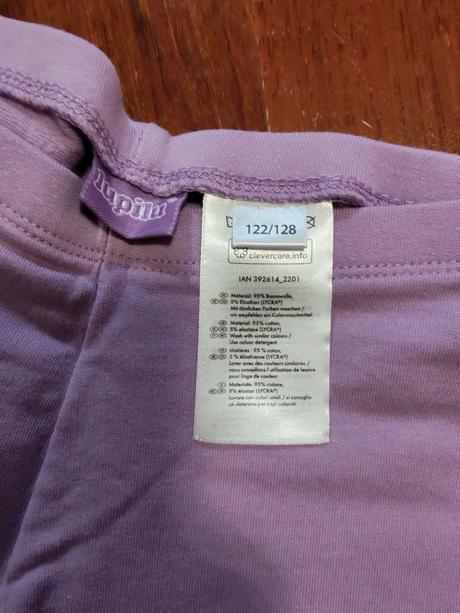 lupilu
122/128
clevercare.info
IAN 392614_2201
Material: 95% Baumwolle,
5% Elasthan (LYCRA®)
Mit ähnlichen Farben waschen /
wir empfehlen ein Colorwaschmittel
Material: 95% cotton,
5% elastane (LYCRA®)
Wash with similar colours /
Use colour detergent
Matières : 95 % coton,
5 % élasthanne (LYCRA®)
Laver avec des couleurs similaires /
nous conseillons l'utilisation de lessive
pour linge de couleur
Materiale: 95% cotone,
5% elastan (LYCRA®)
Lavare con colori simili / si consiglia
un detersivo per capi colorati